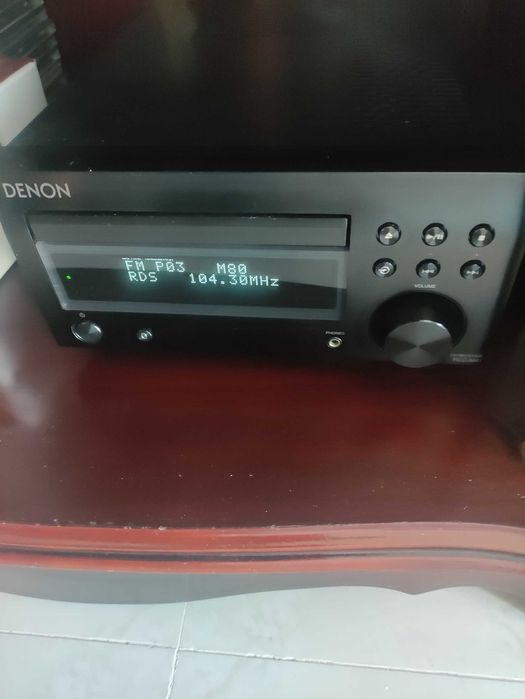 DENON
FM P03 M80
RDS 104.30MHz
VOLUME
PHONES